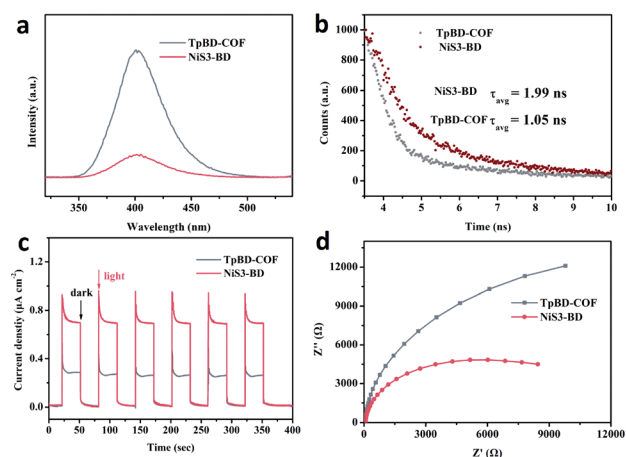 a
TpBD-COF
NiS3-BD
Intensity (a.u.)
350 400 450 500
Wavelength (nm)
b
1000
800
600
400
200
0
TpBD-COF
NiS3-BD
NiS3-BD τavg = 1.99 ns
TpBD-COF τavg = 1.05 ns
Counts (a.u.)
4 5 6 7 8 9 10
Time (ns)
c
1.2
0.8
0.4
0.0
TpBD-COF
NiS3-BD
dark
light
Current denstiy (μA cm-2)
0 50 100 150 200 250 300 350 400
Time (sec)
d
12000
9000
6000
3000
0
TpBD-COF
NiS3-BD
Z'' (Ω)
0 3000 6000 9000 12000
Z' (Ω)